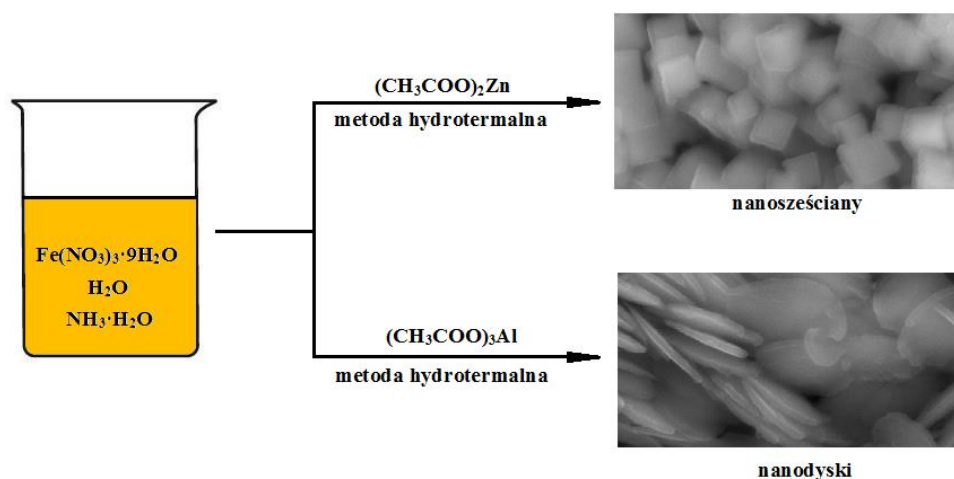 Fe(NO₃)₃·9H₂O
H₂O
NH₃·H₂O
(CH₃COO)₂Zn
metoda hydrotermalna
nanosześciany
(CH₃COO)₃Al
metoda hydrotermalna
nanodyski